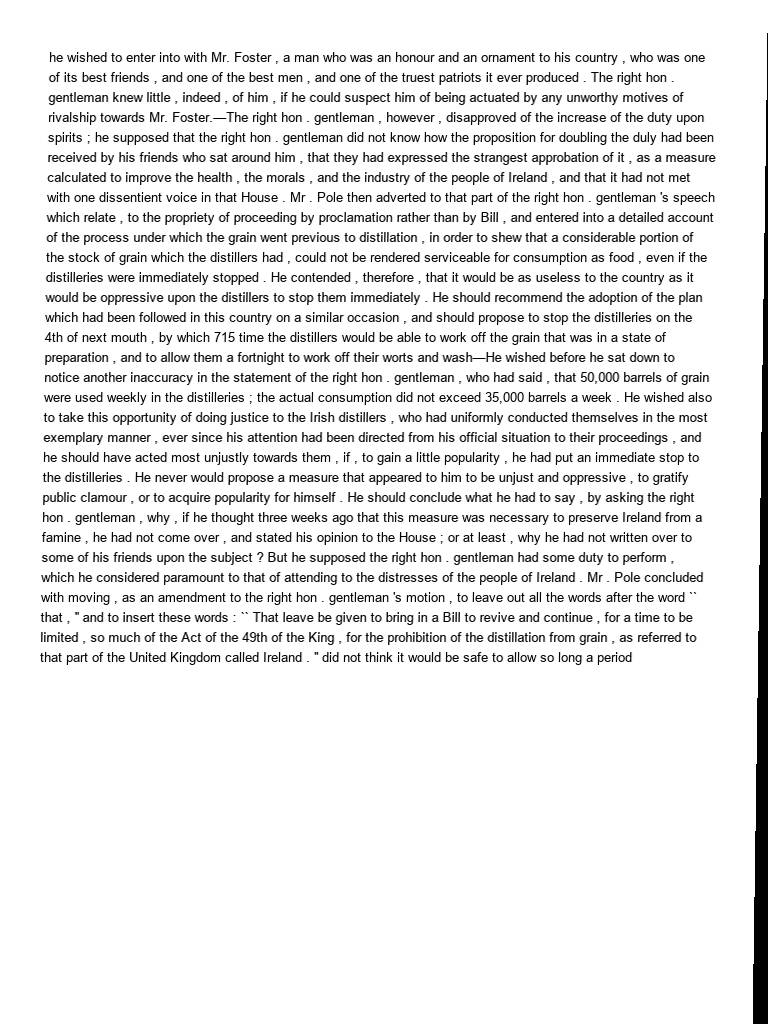 he wished to enter into with Mr. Foster , a man who was an honour and an ornament to his country , who was one
of its best friends , and one of the best men , and one of the truest patriots it ever produced . The right hon .
gentleman knew little , indeed , of him , if he could suspect him of being actuated by any unworthy motives of
rivalship towards Mr. Foster.—The right hon . gentleman , however , disapproved of the increase of the duty upon
spirits ; he supposed that the right hon . gentleman did not know how the proposition for doubling the duly had been
received by his friends who sat around him , that they had expressed the strangest approbation of it , as a measure
calculated to improve the health , the morals , and the industry of the people of Ireland , and that it had not met
with one dissentient voice in that House . Mr . Pole then adverted to that part of the right hon . gentleman 's speech
which relate , to the propriety of proceeding by proclamation rather than by Bill , and entered into a detailed account
of the process under which the grain went previous to distillation , in order to shew that a considerable portion of
the stock of grain which the distillers had , could not be rendered serviceable for consumption as food , even if the
distilleries were immediately stopped . He contended , therefore , that it would be as useless to the country as it
would be oppressive upon the distillers to stop them immediately . He should recommend the adoption of the plan
which had been followed in this country on a similar occasion , and should propose to stop the distilleries on the
4th of next mouth , by which 715 time the distillers would be able to work off the grain that was in a state of
preparation , and to allow them a fortnight to work off their worts and wash—He wished before he sat down to
notice another inaccuracy in the statement of the right hon . gentleman , who had said , that 50,000 barrels of grain
were used weekly in the distilleries ; the actual consumption did not exceed 35,000 barrels a week . He wished also
to take this opportunity of doing justice to the Irish distillers , who had uniformly conducted themselves in the most
exemplary manner , ever since his attention had been directed from his official situation to their proceedings , and
he should have acted most unjustly towards them , if , to gain a little popularity , he had put an immediate stop to
the distilleries . He never would propose a measure that appeared to him to be unjust and oppressive , to gratify
public clamour , or to acquire popularity for himself . He should conclude what he had to say , by asking the right
hon . gentleman , why , if he thought three weeks ago that this measure was necessary to preserve Ireland from a
famine , he had not come over , and stated his opinion to the House ; or at least , why he had not written over to
some of his friends upon the subject ? But he supposed the right hon . gentleman had some duty to perform ,
which he considered paramount to that of attending to the distresses of the people of Ireland . Mr . Pole concluded
with moving , as an amendment to the right hon . gentleman 's motion , to leave out all the words after the word ``
that , '' and to insert these words : `` That leave be given to bring in a Bill to revive and continue , for a time to be
limited , so much of the Act of the 49th of the King , for the prohibition of the distillation from grain , as referred to
that part of the United Kingdom called Ireland . '' did not think it would be safe to allow so long a period